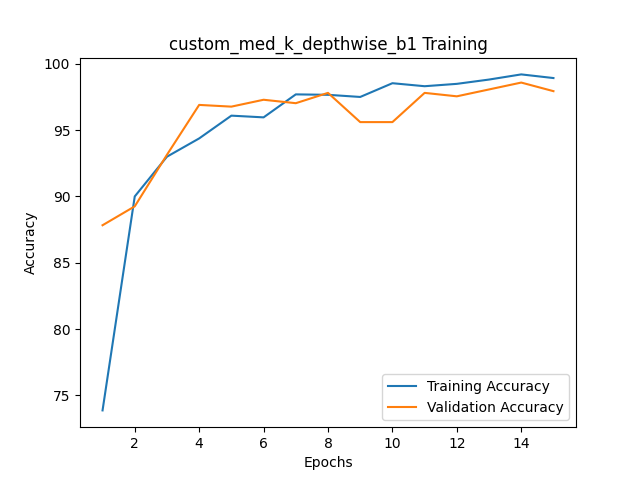 custom_med_k_depthwise_b1 Training
100
95
90
85
80
75
Accuracy
2
4
6
8
10
12
14
Epochs
Training Accuracy
Validation Accuracy